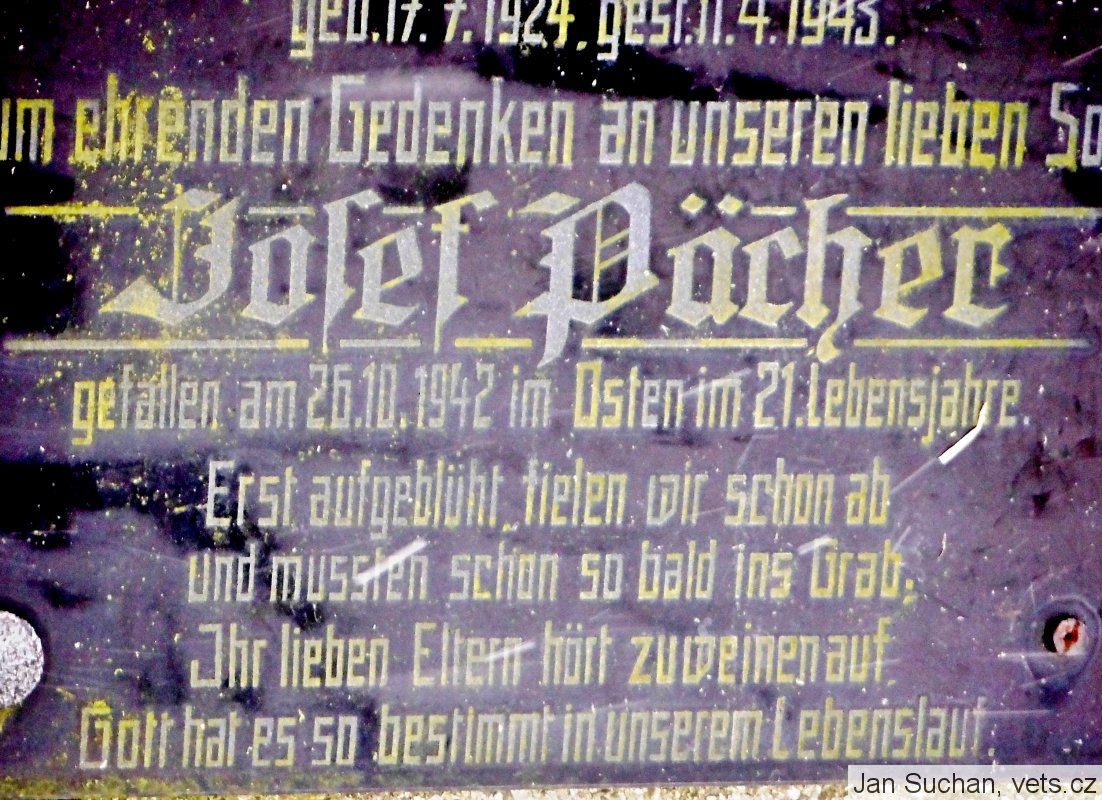 geb. 17. 7. 1924, gest. 11. 4. 1943.
um ehrenden Gedenken an unseren lieben So
Josef Pächer
gefallen am 26.10.1942 im Osten im 21. Lebensjahre.
Erst aufgeblüht, fielen wir schon ab
und mussten schon so bald ins Grab;
Ihr lieben Eltern hört zu weinen auf,
Gott hat es so bestimmt in unserem Lebenslauf.
Jan Suchan, vets.cz